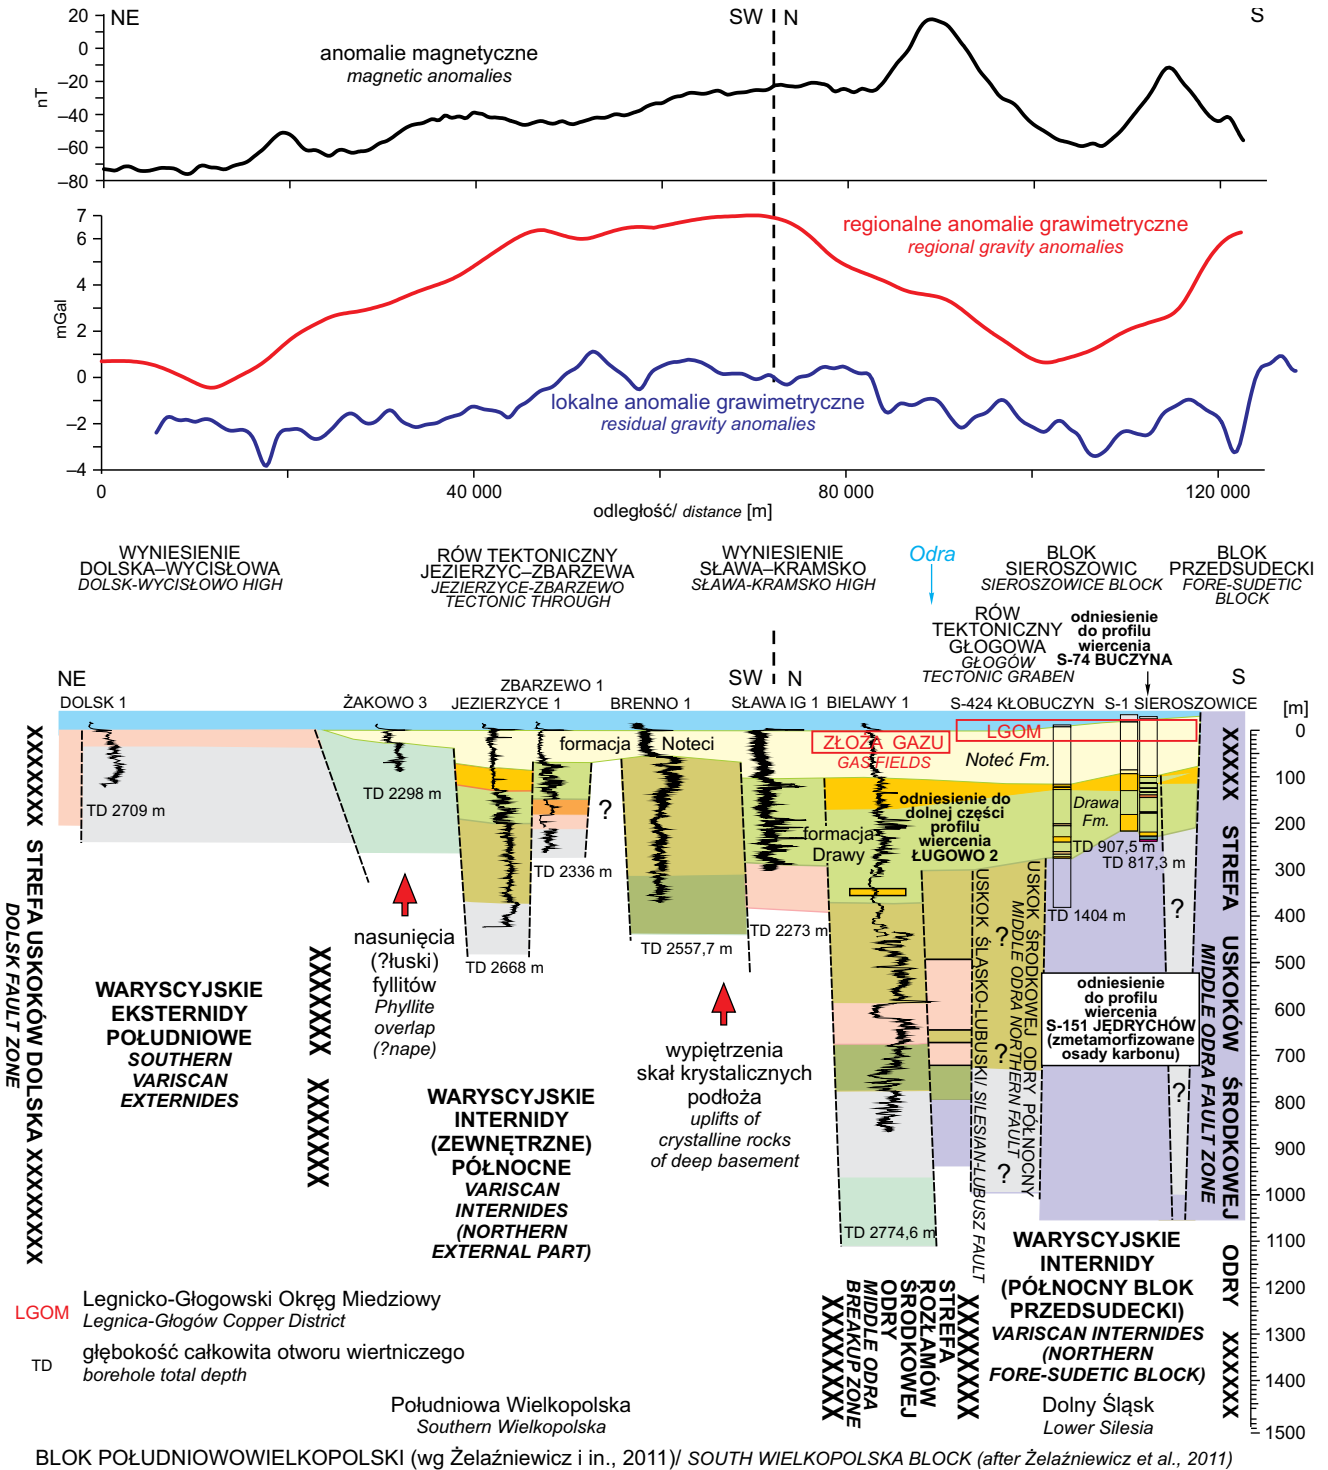 20
0
–20
–40
–60
–80
nT
NE
SW
N
S
anomalie magnetyczne
magnetic anomalies
7
6
4
2
0
–2
–4
mGal
regionalne anomalie grawimetryczne
regional gravity anomalies
lokalne anomalie grawimetryczne
residual gravity anomalies
0
40 000
80 000
120 000
odległość/ distance [m]
WYNIESIENIE
DOLSKA–WYCISŁOWA
DOLSK-WYCISŁOWO HIGH
RÓW TEKTONICZNY
JEZIERZYC–ZBARZEWA
JEZIERZYCE-ZBARZEWO
TECTONIC THROUGH
WYNIESIENIE
SŁAWA–KRAMSKO
SŁAWA-KRAMSKO HIGH
Odra
BLOK
SIEROSZOWIC
SIEROSZOWICE BLOCK
BLOK
PRZEDSUDECKI
FORE-SUDETIC
BLOCK
RÓW
TEKTONICZNY
GŁOGOWA
GŁOGÓW
TECTONIC GRABEN
odniesienie
do profilu
wiercenia
S-74 BUCZYNA
NE
SW
N
S
DOLSK 1
ŻAKOWO 3
ZBARZEWO 1
JEZIERZYCE 1
BRENNO 1
SŁAWA IG 1
BIELAWY 1
S-424 KŁOBUCZYN
S-1 SIEROSZOWICE
[m]
0
100
200
300
400
500
600
700
800
900
1000
1100
1200
1300
1400
1500
formacja Noteci
ZŁOŻA GAZU
GAS FIELDS
LGOM
Noteć Fm.
Drawa
Fm.
formacja
Drawy
odniesienie do
dolnej części
profilu
wiercenia
ŁUGOWO 2
TD 2709 m
TD 2298 m
TD 2668 m
TD 2336 m
?
TD 2557,7 m
TD 2273 m
TD 2774,6 m
TD 907,5 m
TD 817,3 m
TD 1404 m
?
?
?
?
?
USKOK ŚLĄSKO-LUBUSKI/ SILESIAN-LUBUSZ FAULT
USKOK ŚRODKOWEJ ODRY PÓŁNOCNY
MIDDLE ODRA NORTHERN FAULT
odniesienie
do profilu
wiercenia
S-151 JĘDRYCHÓW
(zmetamorfizowane
osady karbonu)
XXXXXX STREFA USKOKÓW DOLSKA XXXXXXX
DOLSK FAULT ZONE
XXXXX STREFA USKOKÓW ŚRODKOWEJ ODRY XXXXX
MIDDLE ODRA FAULT ZONE
nasunięcia
(?łuski)
fyllitów
Phyllite
overlap
(?nape)
XXXXXX XXXXXX
WARYSCYJSKIE
EKSTERNIDY
POŁUDNIOWE
SOUTHERN
VARISCAN
EXTERNIDES
WARYSCYJSKIE
INTERNIDY
(ZEWNĘTRZNE)
PÓŁNOCNE
VARISCAN
INTERNIDES
(NORTHERN
EXTERNAL PART)
wypiętrzenia
skał krystalicznych
podłoża
uplifts of
crystalline rocks
of deep basement
XXXXXXX
STREFA
ROZŁAMÓW
ŚRODKOWEJ
ODRY
MIDDLE ODRA
BREAKUP ZONE
XXXXXXX
WARYSCYJSKIE
INTERNIDY
(PÓŁNOCNY BLOK
PRZEDSUDECKI)
VARISCAN INTERNIDES
(NORTHERN
FORE-SUDETIC BLOCK)
LGOM Legnicko-Głogowski Okręg Miedziowy
Legnica-Głogów Copper District
TD głębokość całkowita otworu wiertniczego
borehole total depth
Południowa Wielkopolska
Southern Wielkopolska
Dolny Śląsk
Lower Silesia
BLOK POŁUDNIOWOWIELKOPOLSKI (wg Żelaźniewicz i in., 2011)/ SOUTH WIELKOPOLSKA BLOCK (after Żelaźniewicz et al., 2011)